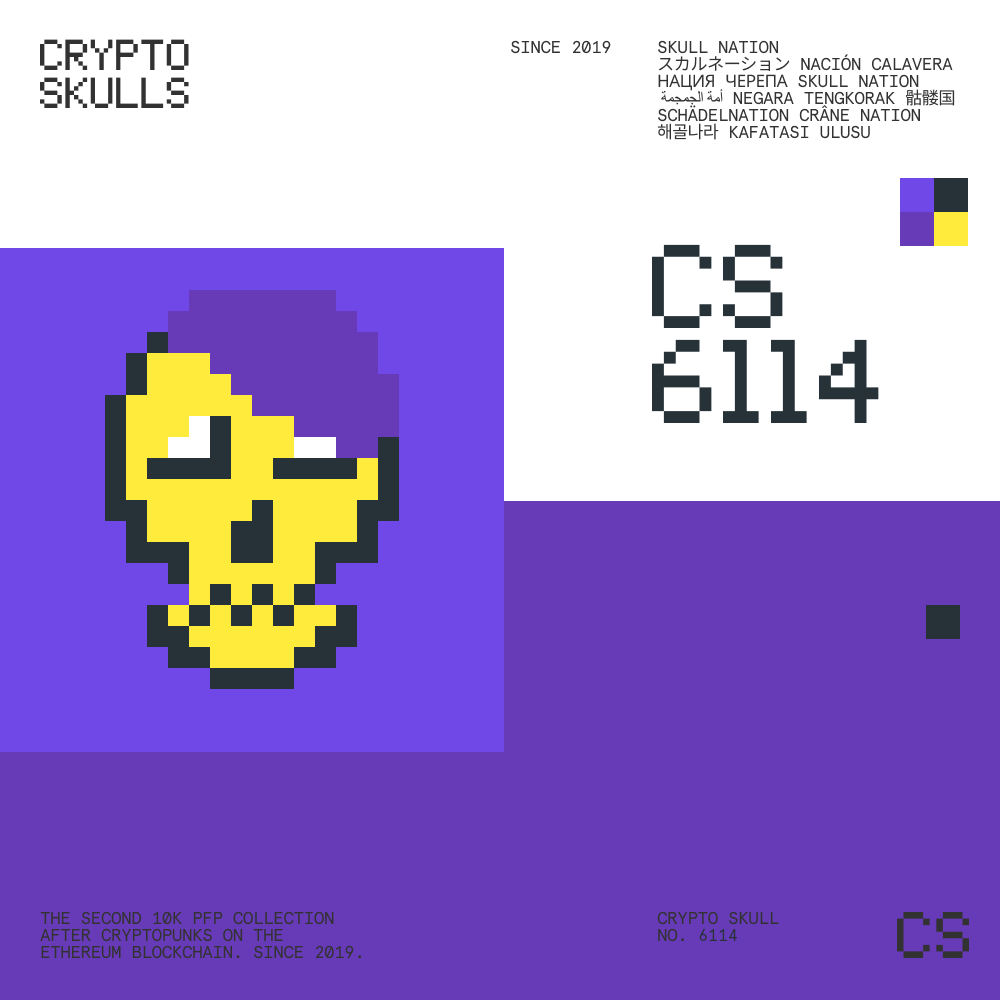 CRYPTO
SKULLS
SINCE 2019
SKULL NATION
スカルネーション NACIÓN CALAVERA
НАЦИЯ ЧЕРЕПА SKULL NATION
أمة الجمجمة NEGARA TENGKORAK 骷髅国
SCHÄDELNATION CRÂNE NATION
해골나라 KAFATASI ULUSU
CS
6114
THE SECOND 10K PFP COLLECTION
AFTER CRYPTOPUNKS ON THE
ETHEREUM BLOCKCHAIN. SINCE 2019.
CRYPTO SKULL
NO. 6114
CS